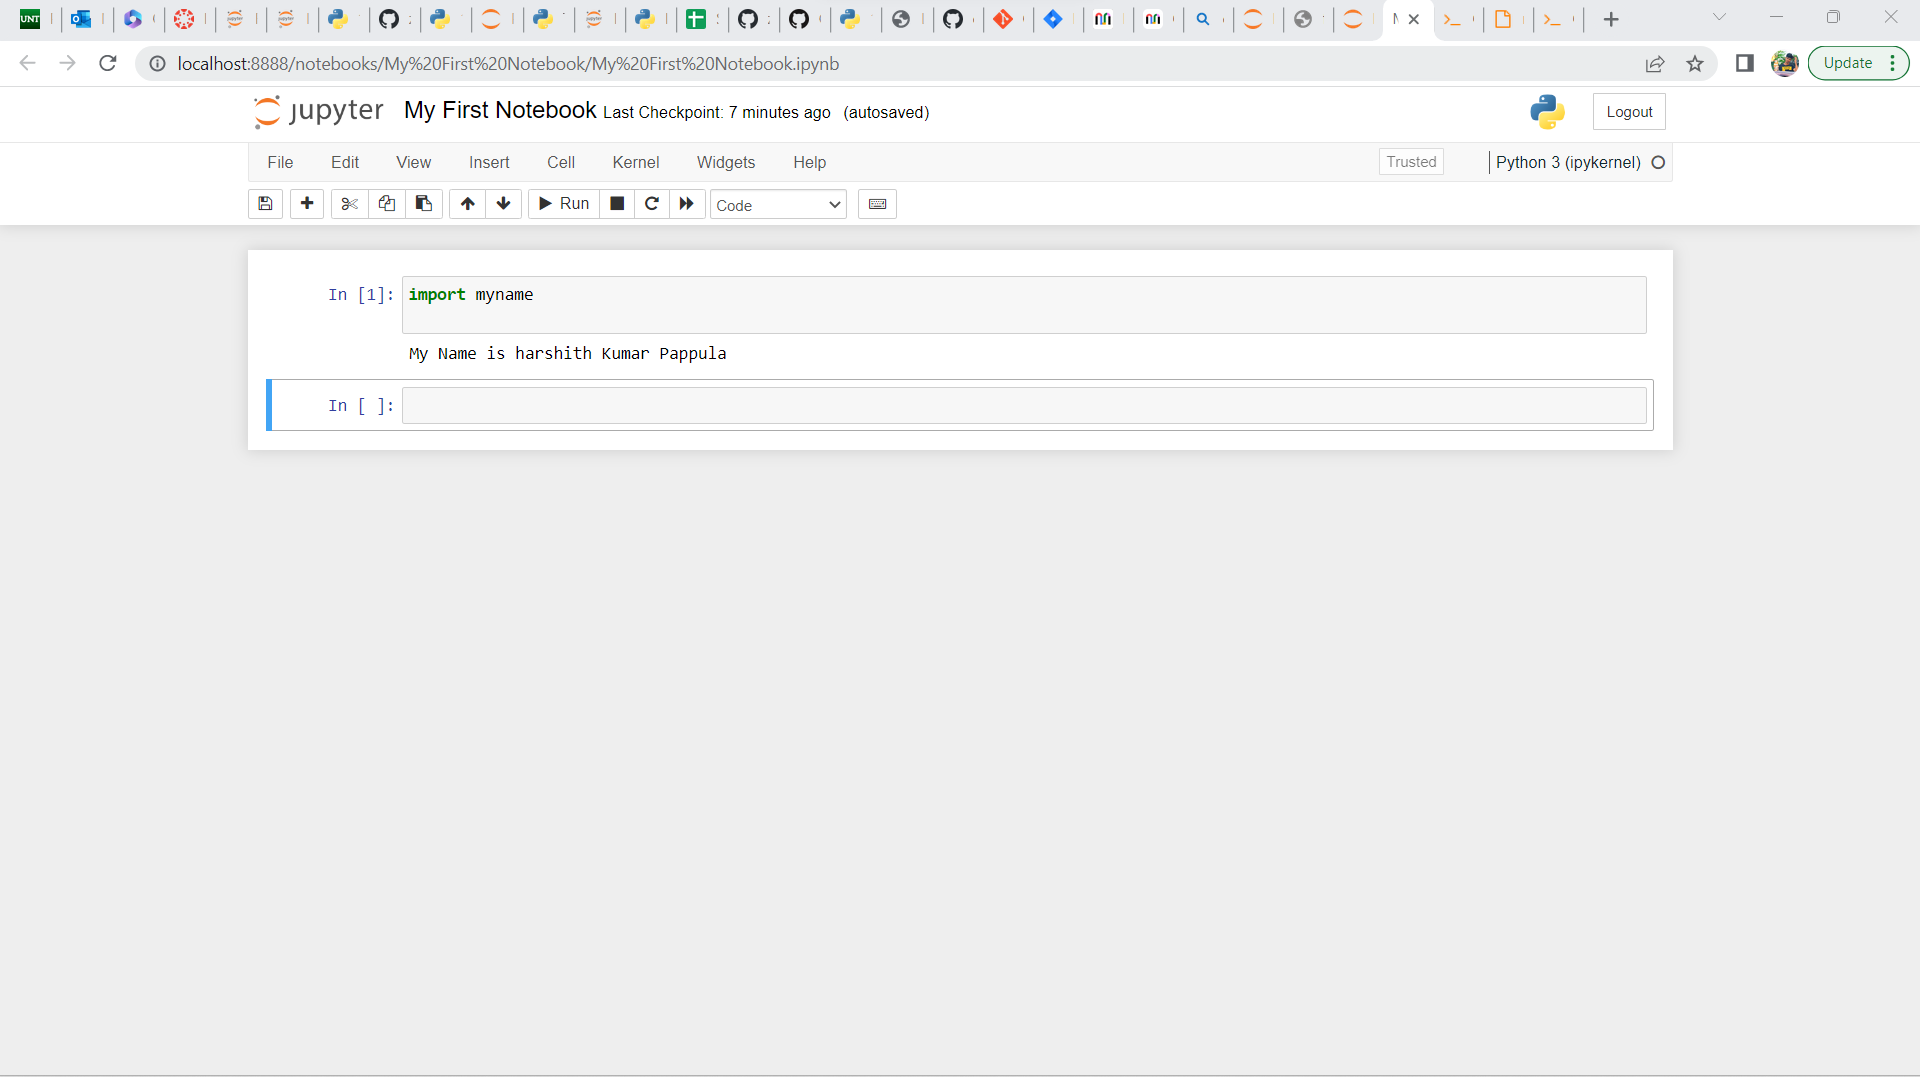 UNT
localhost:8888/notebooks/My%20First%20Notebook/My%20First%20Notebook.ipynb
Update
jupyter My First Notebook Last Checkpoint: 7 minutes ago (autosaved)
Logout
File Edit View Insert Cell Kernel Widgets Help
Trusted
Python 3 (ipykernel)
Run
Code
In [1]: import myname
My Name is harshith Kumar Pappula
In [ ]: